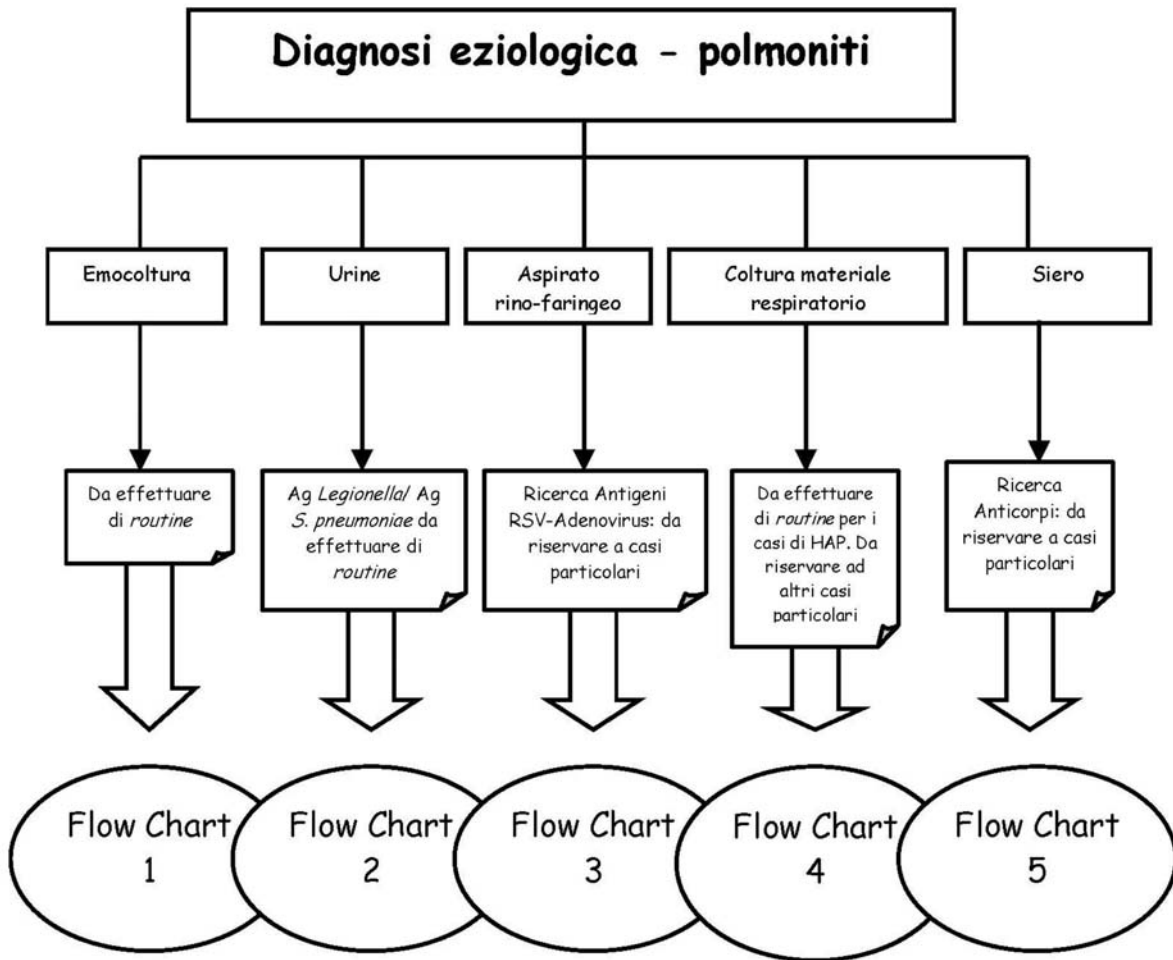 Diagnosi eziologica - polmoniti
Emocoltura
Urine
Aspirato
rino-faringeo
Coltura materiale
respiratorio
Siero
Da effettuare
di routine
Ag Legionella/ Ag
S. pneumoniae da
effettuare di
routine
Ricerca Antigeni
RSV-Adenovirus: da
riservare a casi
particolari
Da effettuare
di routine per i
casi di HAP. Da
riservare ad
altri casi
particolari
Ricerca
Anticorpi: da
riservare a casi
particolari
Flow Chart
1
Flow Chart
2
Flow Chart
3
Flow Chart
4
Flow Chart
5